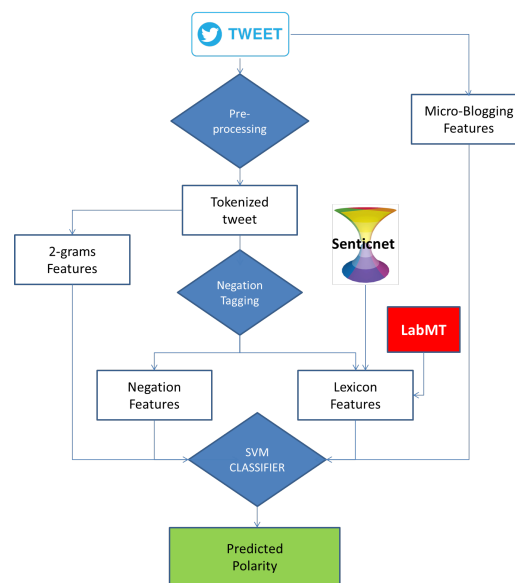 TWEET
Pre-
processing
Micro-Blogging
Features
Tokenized
tweet
Senticnet
2-grams
Features
Negation
Tagging
LabMT
Negation
Features
Lexicon
Features
SVM
CLASSIFIER
Predicted
Polarity